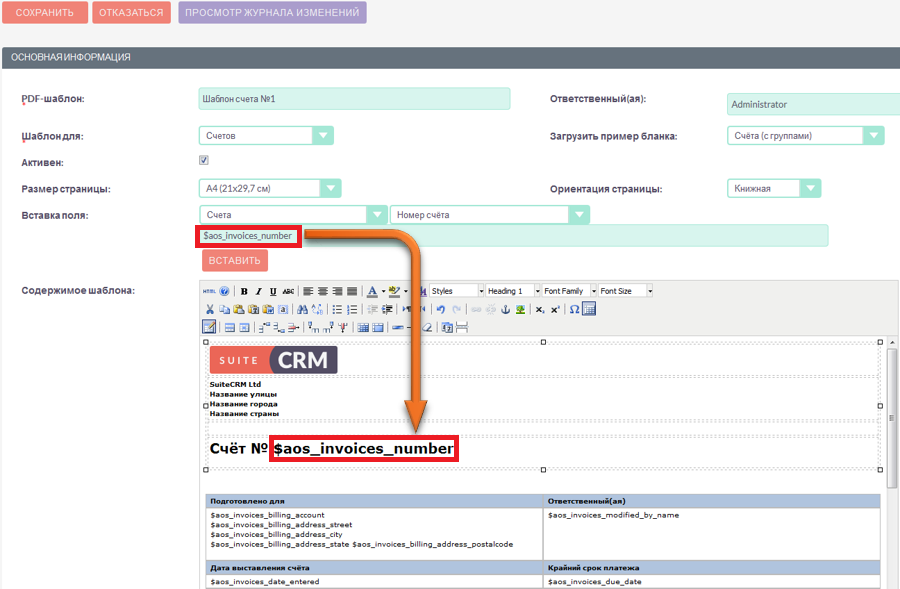 СОХРАНИТЬ ОТКАЗАТЬСЯ ПРОСМОТР ЖУРНАЛА ИЗМЕНЕНИЙ
ОСНОВНАЯ ИНФОРМАЦИЯ
PDF-шаблон: Шаблон счета №1 Ответственный(ая): Administrator
Шаблон для: Счетов Загрузить пример бланка: Счёта (с группами)
Активен:
Размер страницы: A4 (21x29,7 см) Ориентация страницы: Книжная
Вставка поля: Счета Номер счёта
$aos_invoices_number
ВСТАВИТЬ
Содержимое шаблона:
HTML B I U ABC A ab Styles Heading 1 Font Family Font Size
SUITE CRM
SuiteCRM Ltd
Название улицы
Название города
Название страны
Счёт № $aos_invoices_number
Подготовлено для Ответственный(ая)
$aos_invoices_billing_account $aos_invoices_modified_by_name
$aos_invoices_billing_address_street
$aos_invoices_billing_address_city
$aos_invoices_billing_address_state $aos_invoices_billing_address_postalcode
Дата выставления счёта Крайний срок платежа
$aos_invoices_date_entered $aos_invoices_due_date